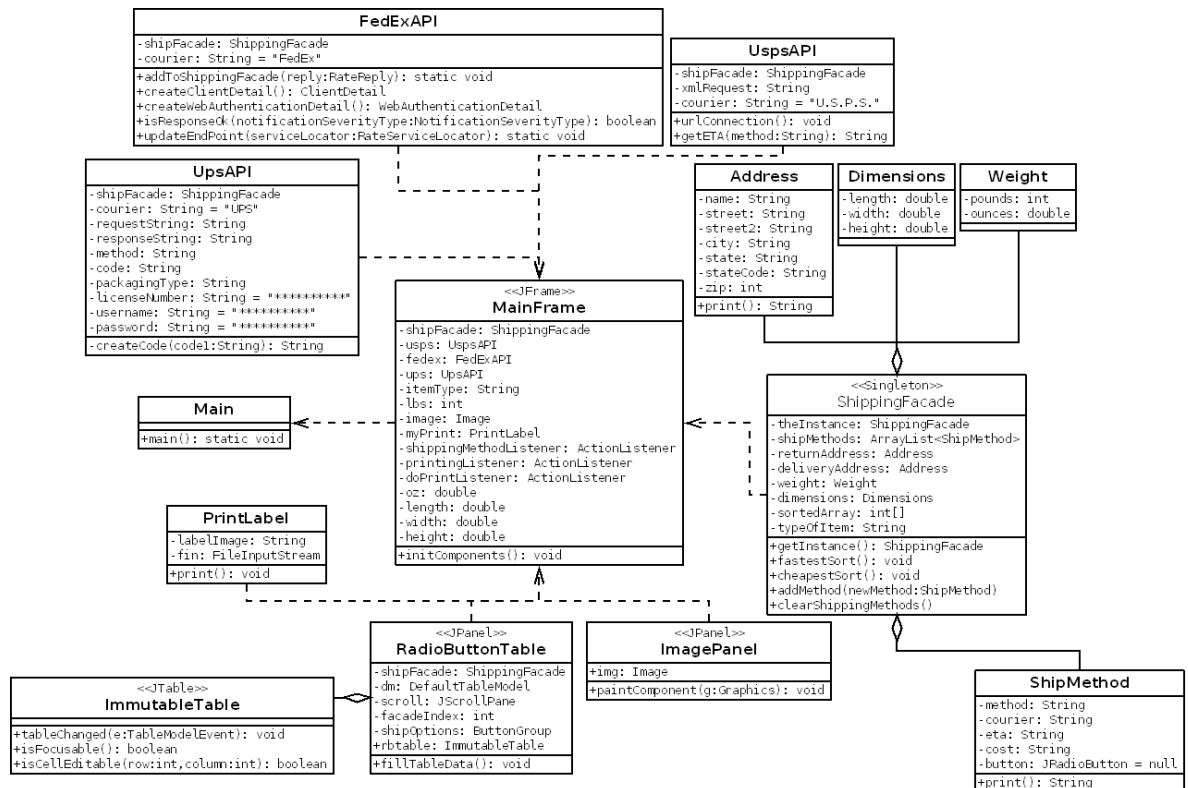 FedExAPI
-shipFacade: ShippingFacade
-courier: String = "FedEx"
+addToShippingFacade(reply:RateReply): static void
+createClientDetail(): ClientDetail
+createWebAuthenticationDetail(): WebAuthenticationDetail
+isResponseOk(notificationSeverityType:NotificationSeverityType): boolean
+updateEndPoint(serviceLocator:RateServiceLocator): static void
UspsAPI
-shipFacade: ShippingFacade
-xmlRequest: String
-courier: String = "U.S.P.S."
+urlConnection(): void
+getETA(method:String): String
UpsAPI
-shipFacade: ShippingFacade
-courier: String = "UPS"
-requestString: String
-responseString: String
-method: String
-code: String
-packagingType: String
-licenseNumber: String = "**********"
-username: String = "**********"
-password: String = "**********"
-createCode(code1:String): String
Address
-name: String
-street: String
-street2: String
-city: String
-state: String
-stateCode: String
-zip: int
+print(): String
Dimensions
-length: double
-width: double
-height: double
Weight
-pounds: int
-ounces: double
<<JFrame>>
MainFrame
-shipFacade: ShippingFacade
-usps: UspsAPI
-fedex: FedExAPI
-ups: UpsAPI
-itemType: String
-lbs: int
-image: Image
-myPrint: PrintLabel
-shippingMethodListener: ActionListener
-printingListener: ActionListener
-doPrintListener: ActionListener
-oz: double
-length: double
-width: double
-height: double
+initComponents(): void
Main
+main(): static void
<<Singleton>>
ShippingFacade
-theInstance: ShippingFacade
-shipMethods: ArrayList<ShipMethod>
-returnAddress: Address
-deliveryAddress: Address
-weight: Weight
-dimensions: Dimensions
-sortedArray: int[]
-typeOfItem: String
+getInstance(): ShippingFacade
+fastestSort(): void
+cheapestSort(): void
+addMethod(newMethod:ShipMethod)
+clearShippingMethods()
PrintLabel
-labelImage: String
-fin: FileInputStream
+print(): void
<<JPanel>>
RadioButtonTable
-shipFacade: ShippingFacade
-dm: DefaultTableModel
-scroll: JScrollPane
-facadeIndex: int
-shipOptions: ButtonGroup
+rbtable: ImmutableTable
+fillTableData(): void
<<JPanel>>
ImagePanel
+img: Image
+paintComponent(g:Graphics): void
<<JTable>>
ImmutableTable
+tableChanged(e:TableModelEvent): void
+isFocusable(): boolean
+isCellEditable(row:int,column:int): boolean
ShipMethod
-method: String
-courier: String
-eta: String
-cost: String
-button: JRadioButton = null
+print(): String